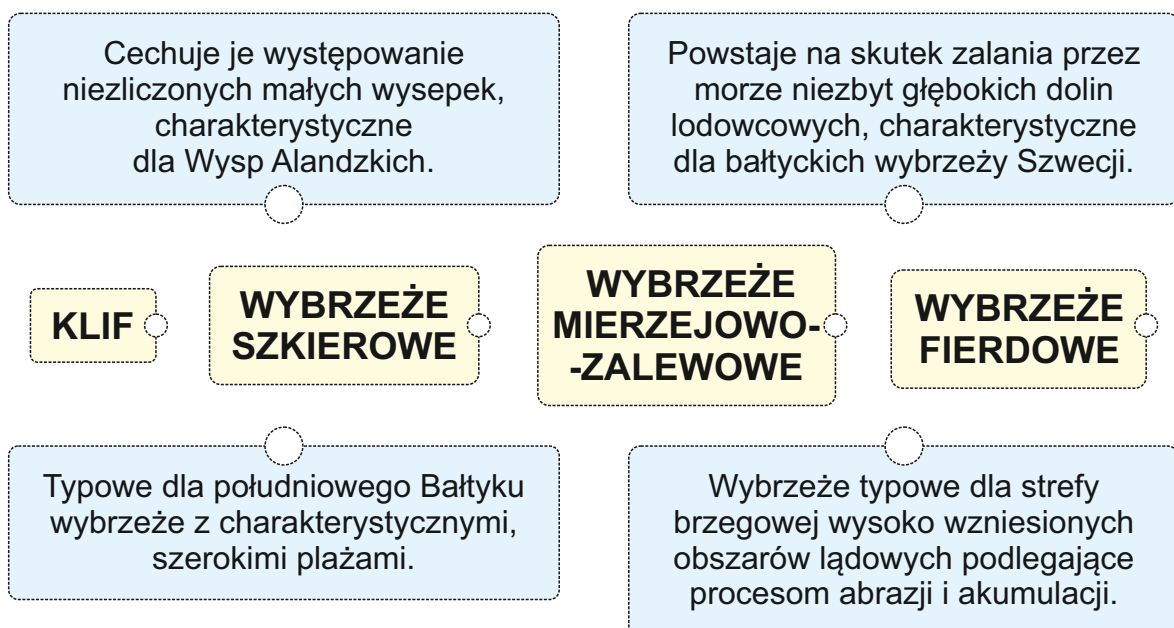 Cechuje je występowanie
niezliczonych małych wysepek,
charakterystyczne
dla Wysp Alandzkich.
Powstaje na skutek zalania przez
morze niezbyt głębokich dolin
lodowcowych, charakterystyczne
dla bałtyckich wybrzeży Szwecji.
KLIF
WYBRZEŻE
SZKIEROWE
WYBRZEŻE
MIERZEJOWO-
-ZALEWOWE
WYBRZEŻE
FIERDOWE
Typowe dla południowego Bałtyku
wybrzeże z charakterystycznymi,
szerokimi plażami.
Wybrzeże typowe dla strefy
brzegowej wysoko wzniesionych
obszarów lądowych podlegające
procesom abrazji i akumulacji.